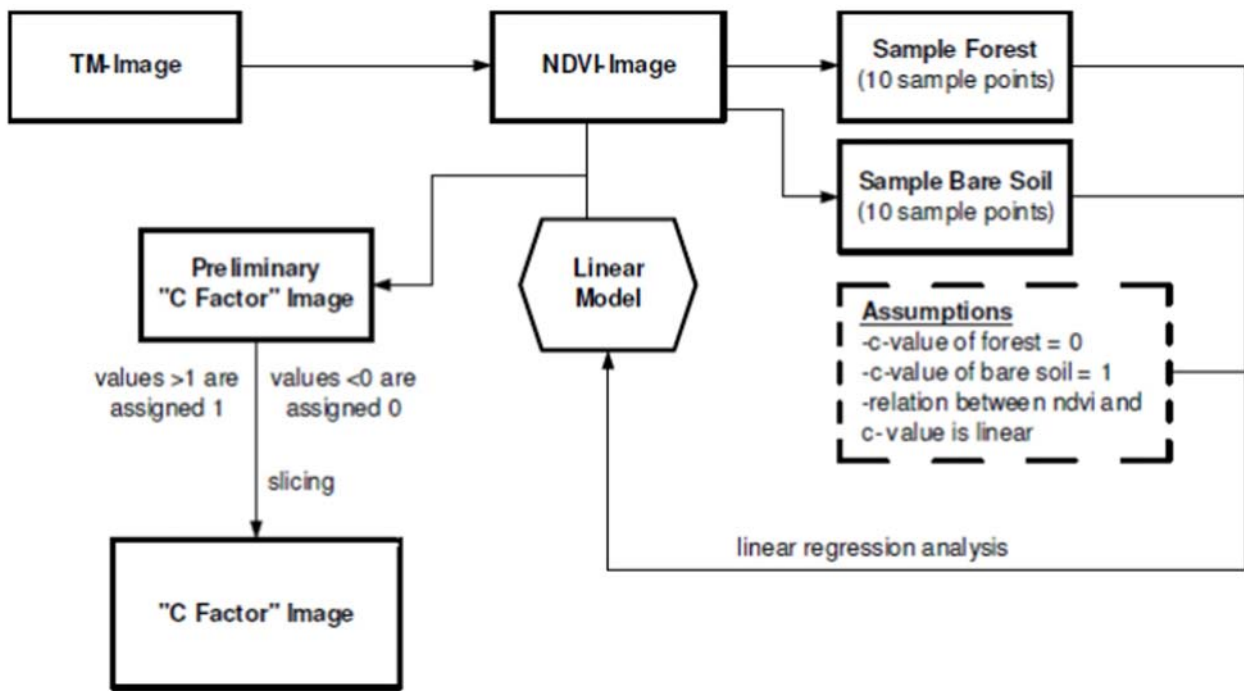 TM-Image
NDVI-Image
Sample Forest
(10 sample points)
Sample Bare Soil
(10 sample points)
Preliminary
"C Factor" Image
Linear
Model
Assumptions
-c-value of forest = 0
-c-value of bare soil = 1
-relation between ndvi and
c-value is linear
values >1 are
assigned 1
values <0 are
assigned 0
slicing
linear regression analysis
"C Factor" Image